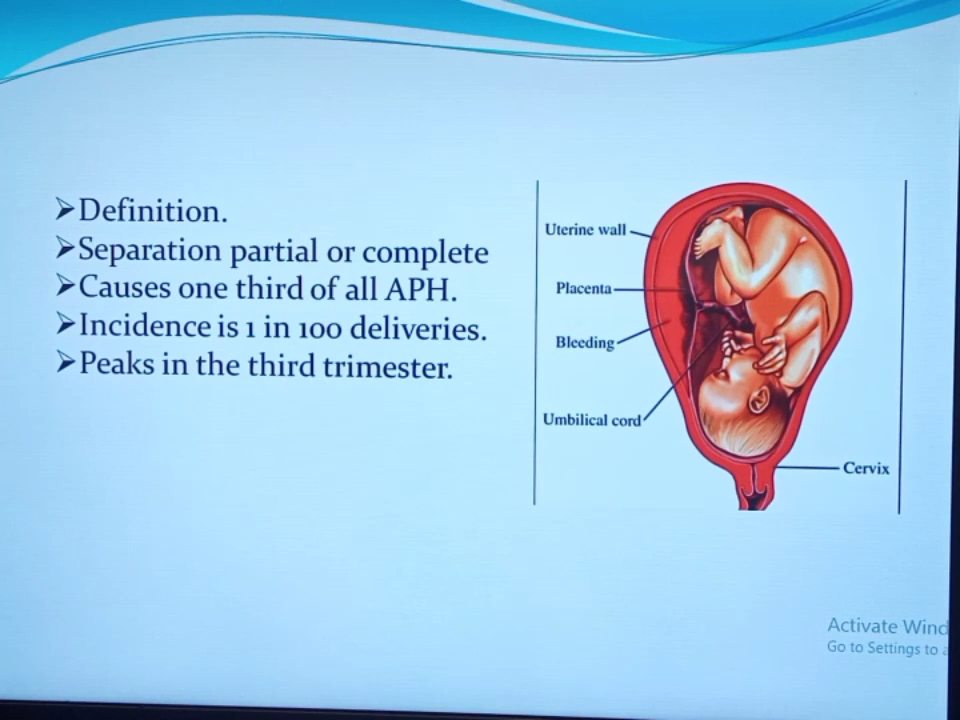 Definition.
Separation partial or complete
Causes one third of all APH.
Incidence is 1 in 100 deliveries.
Peaks in the third trimester.
Uterine wall
Placenta
Bleeding
Umbilical cord
Cervix
Activate Wind
Go to Settings to a